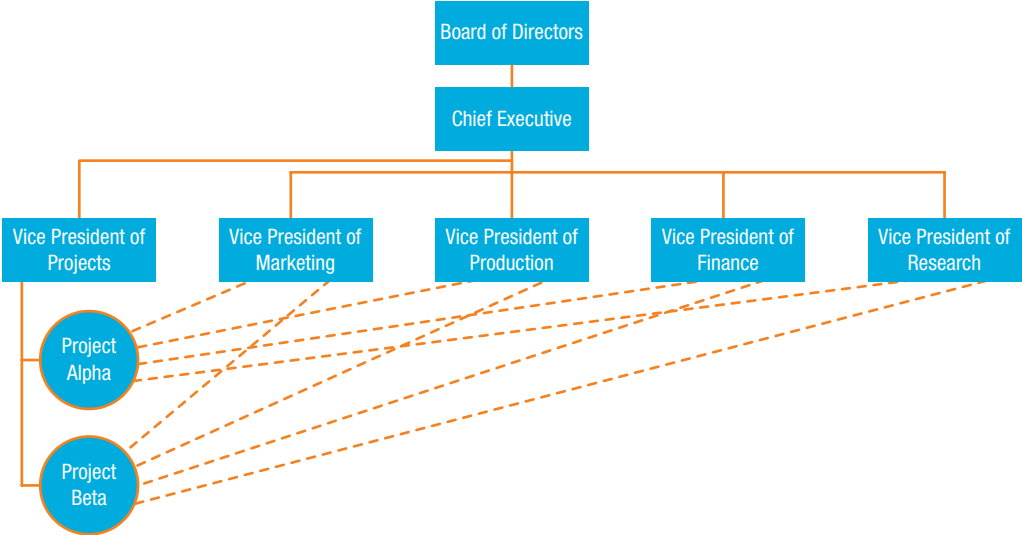 Board of Directors
Chief Executive
Vice President of
Projects
Vice President of
Marketing
Vice President of
Production
Vice President of
Finance
Vice President of
Research
Project
Alpha
Project
Beta